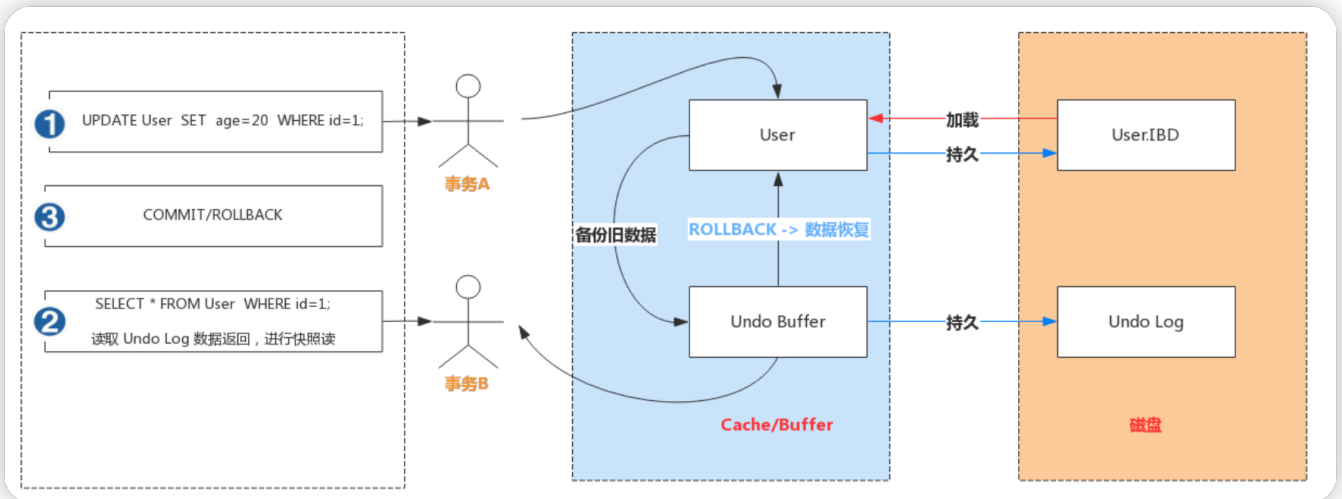 1
UPDATE User SET age=20 WHERE id=1;
事务A
3
COMMIT/ROLLBACK
2
SELECT * FROM User WHERE id=1;
读取 Undo Log 数据返回，进行快照读
事务B
User
备份旧数据
ROLLBACK -> 数据恢复
Undo Buffer
Cache/Buffer
加载
持久
持久
User.IBD
Undo Log
磁盘